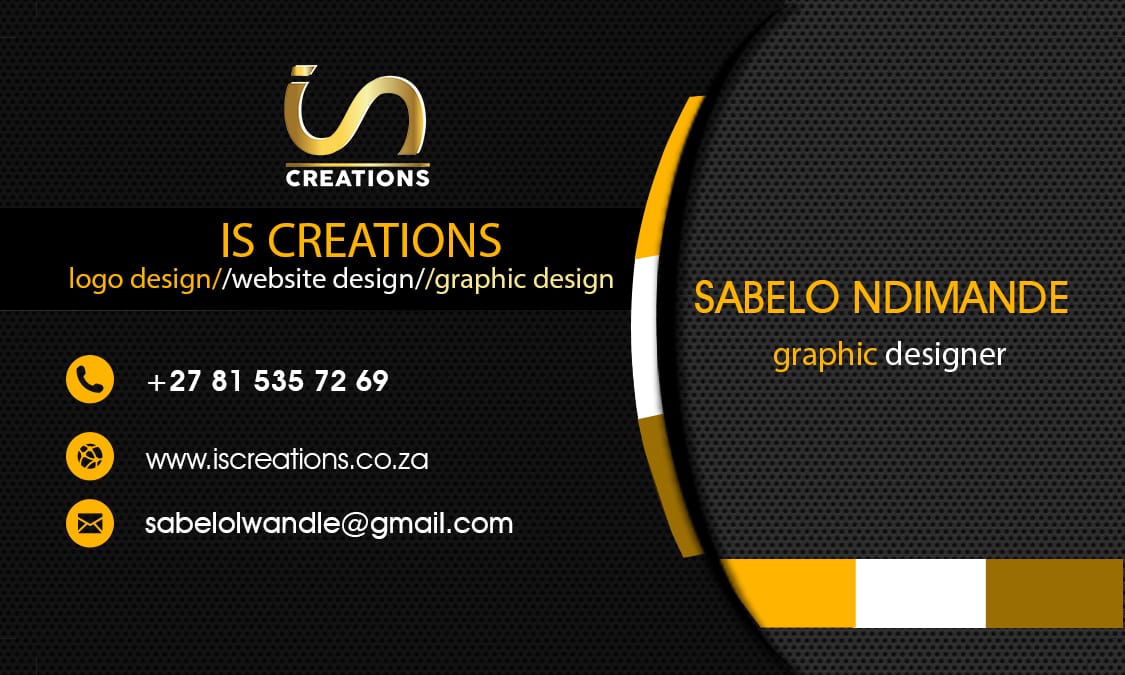 iS
CREATIONS
IS CREATIONS
logo design//website design//graphic design
+27 81 535 72 69
www.iscreations.co.za
sabelolwandle@gmail.com
SABELO NDIMANDE
graphic designer